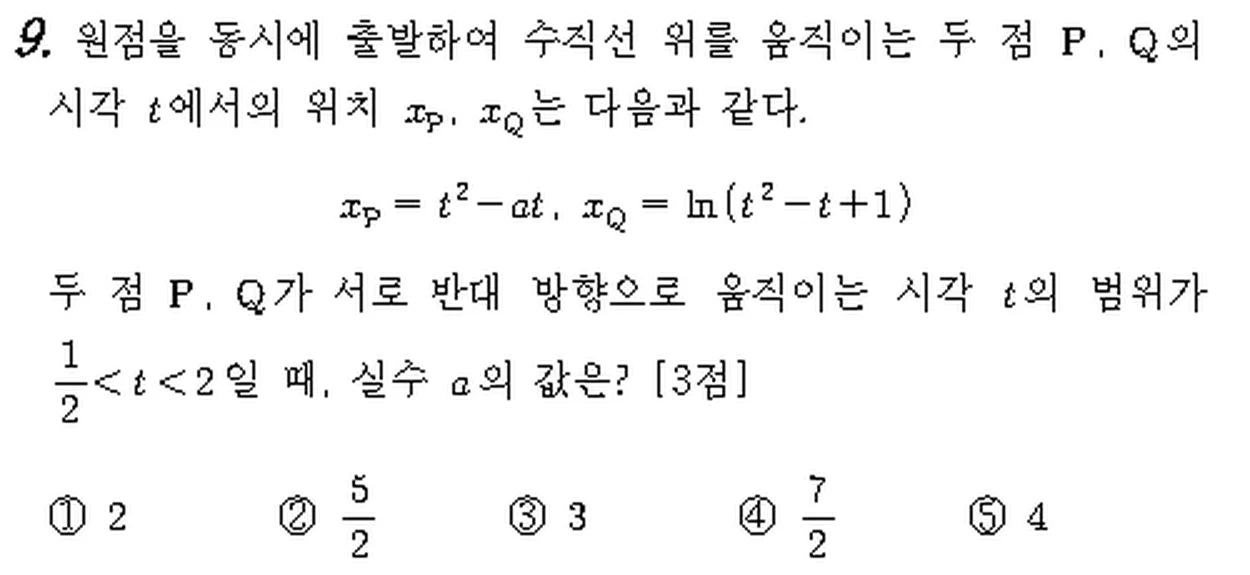 9. 원점을 동시에 출발하여 수직선 위를 움직이는 두 점 P, Q의
시각 t에서의 위치 x_P, x_Q는 다음과 같다.
x_P = t² - at, x_Q = ln(t² - t + 1)
두 점 P, Q가 서로 반대 방향으로 움직이는 시각 t의 범위가
1/2 < t < 2일 때, 실수 a의 값은? [3점]
① 2 ② 5/2 ③ 3 ④ 7/2 ⑤ 4